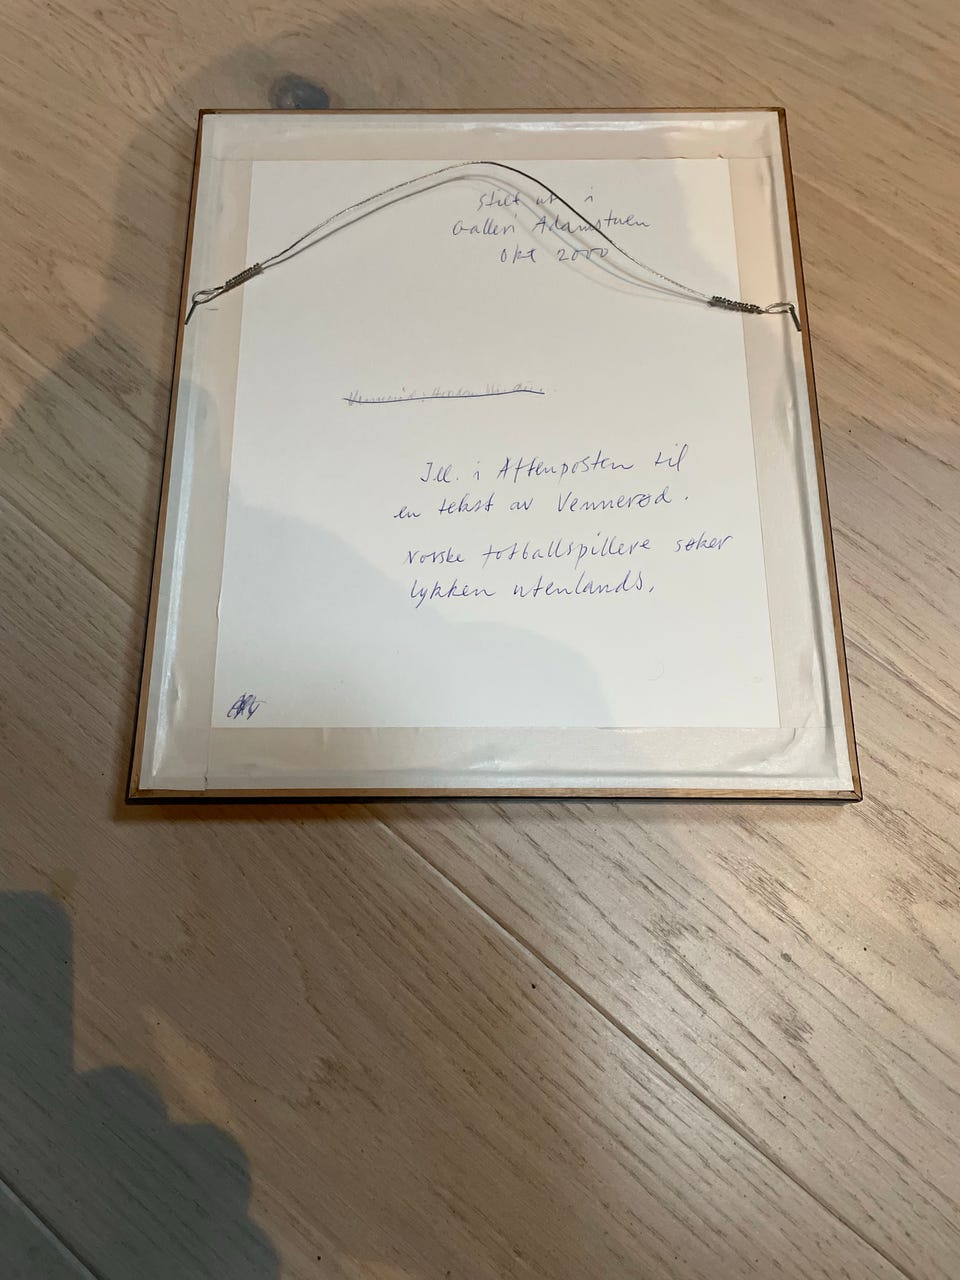 Stilt ut i
Galleri Adamstuen
Okt 2000
Ill. i Aftenposten til
en tekst av Vennerød.
Norske fotballspillere søker
lykken utenlands.